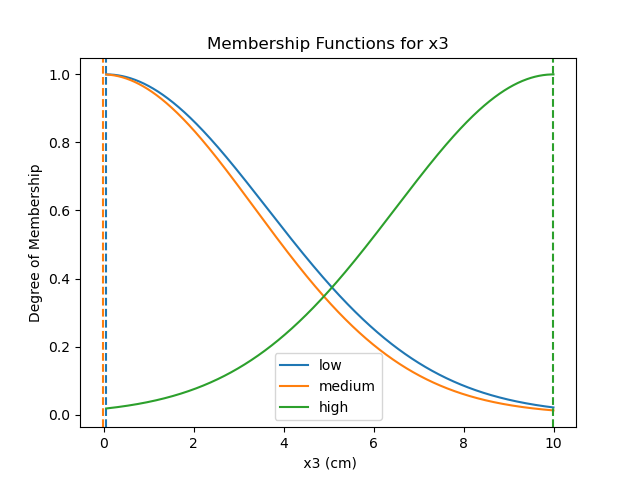 Membership Functions for x3
Degree of Membership
1.0
0.8
0.6
0.4
0.2
0.0
low
medium
high
0 2 4 6 8 10
x3 (cm)